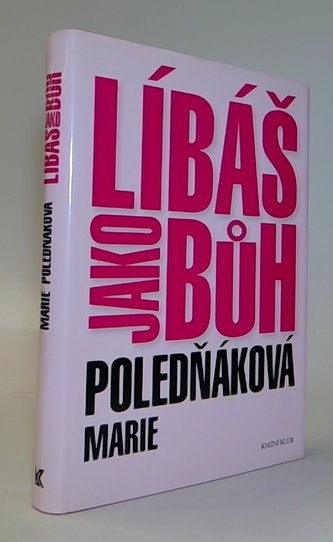 LÍBÁŠ
JAKO
BŮH
POLEDŇÁKOVÁ
MARIE
KNIŽNÍ KLUB
MARIE POLEDŇÁKOVÁ
LÍBÁŠ JAKO BŮH